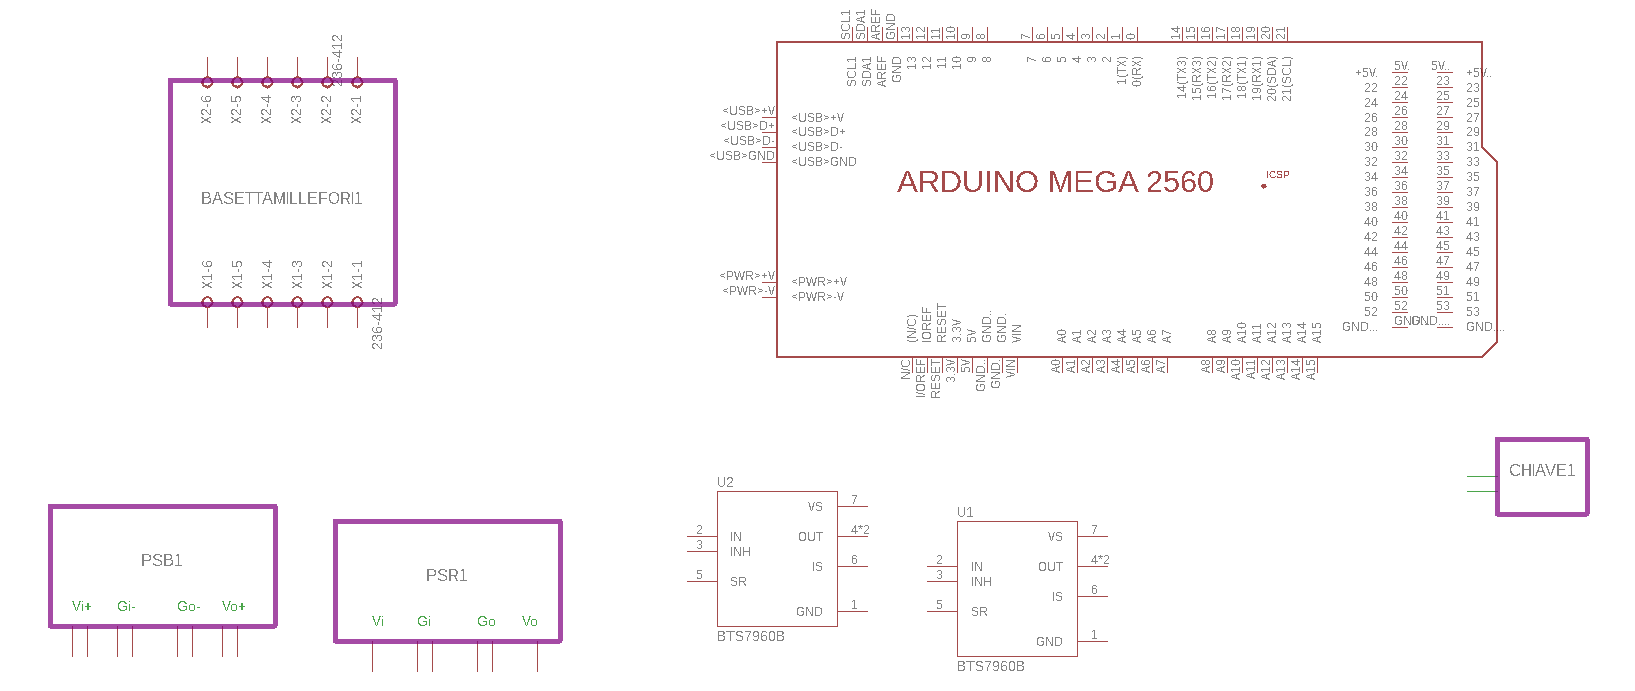 SCL1 SDA1 AREF GND 13 12 11 10 9 8 7 6 5 4 3 2 1 0 14 15 16 17 18 19 20 21
SCL1 SDA1 AREF GND 13 12 11 10 9 8 7 6 5 4 3 2 1(TX) 0(RX) 14(TX3) 15(RX3) 16(TX2) 17(RX2) 18(TX1) 19(RX1) 20(SDA) 21(SCL)
236-412
X2-6 X2-5 X2-4 X2-3 X2-2 X2-1
BASETTAMILLEFORI1
X1-6 X1-5 X1-4 X1-3 X1-2 X1-1
236-412
<USB>+V <USB>+V
<USB>D+ <USB>D+
<USB>D- <USB>D-
<USB>GND <USB>GND
ARDUINO MEGA 2560
ICSP
<PWR>+V <PWR>+V
<PWR>-V <PWR>-V
+5V. 5V. 5V.. +5V..
22 22 23 23
24 24 25 25
26 26 27 27
28 28 29 29
30 30 31 31
32 32 33 33
34 34 35 35
36 36 37 37
38 38 39 39
40 40 41 41
42 42 43 43
44 44 45 45
46 46 47 47
48 48 49 49
50 50 51 51
52 52 53 53
GND... GND.... GND....
(N/C) IOREF RESET 3.3V 5V GND.. GND. VIN A0 A1 A2 A3 A4 A5 A6 A7 A8 A9 A10 A11 A12 A13 A14 A15
N/C I/OREF RESET 3.3V 5V GND.. GND. VIN A0 A1 A2 A3 A4 A5 A6 A7 A8 A9 A10 A11 A12 A13 A14 A15
CHIAVE1
PSB1
Vi+ Gi- Go- Vo+
PSR1
Vi Gi Go Vo
U2
VS 7
2 IN OUT 4*2
3 INH
IS 6
5 SR
GND 1
BTS7960B
U1
VS 7
2 IN OUT 4*2
3 INH
IS 6
5 SR
GND 1
BTS7960B